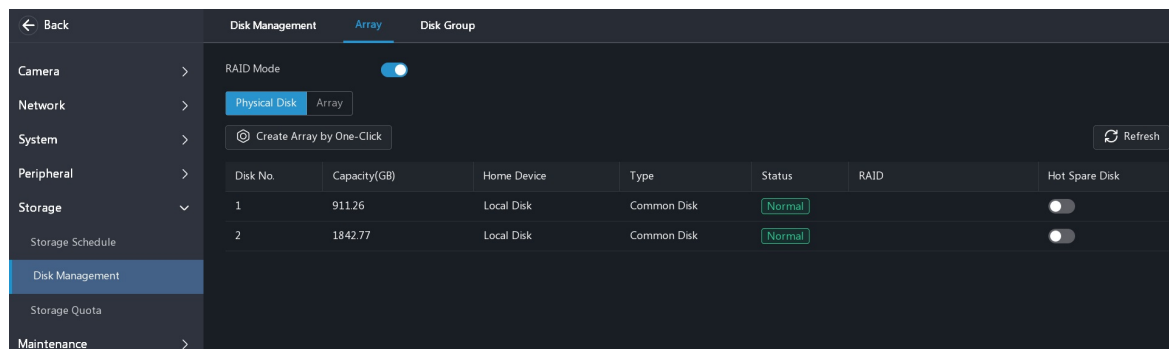 Back
Disk Management Array Disk Group
Camera
Network
System
Peripheral
Storage
Storage Schedule
Disk Management
Storage Quota
Maintenance
RAID Mode
Physical Disk Array
Create Array by One-Click Refresh
Disk No. Capacity(GB) Home Device Type Status RAID Hot Spare Disk
1 911.26 Local Disk Common Disk Normal
2 1842.77 Local Disk Common Disk Normal